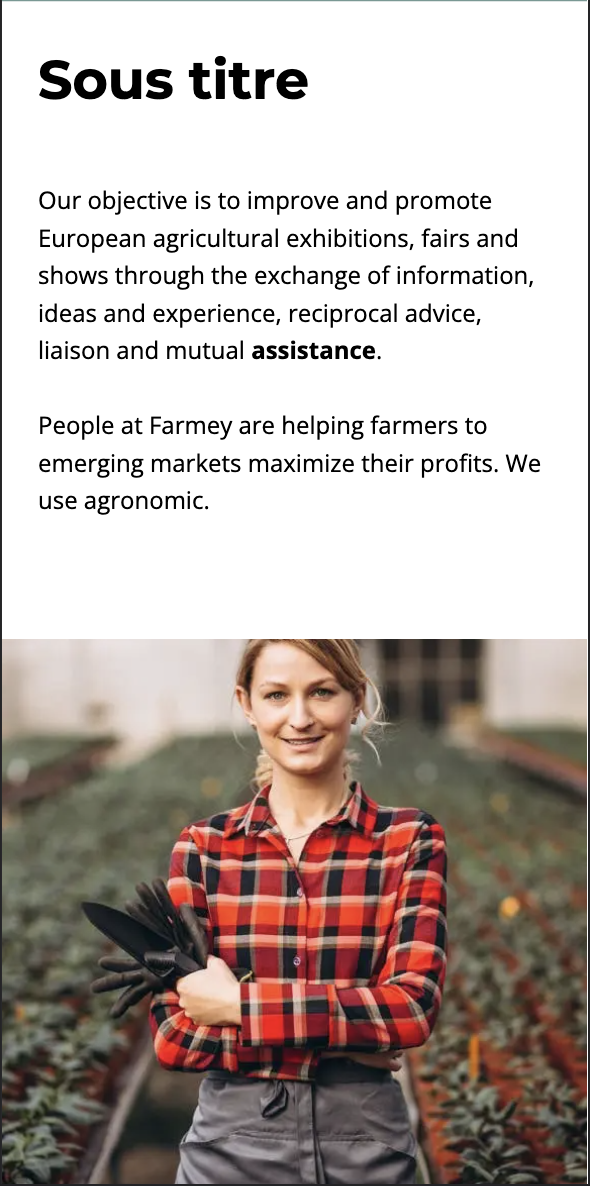 Sous titre
Our objective is to improve and promote
European agricultural exhibitions, fairs and
shows through the exchange of information,
ideas and experience, reciprocal advice,
liaison and mutual assistance.
People at Farmey are helping farmers to
emerging markets maximize their profits. We
use agronomic.